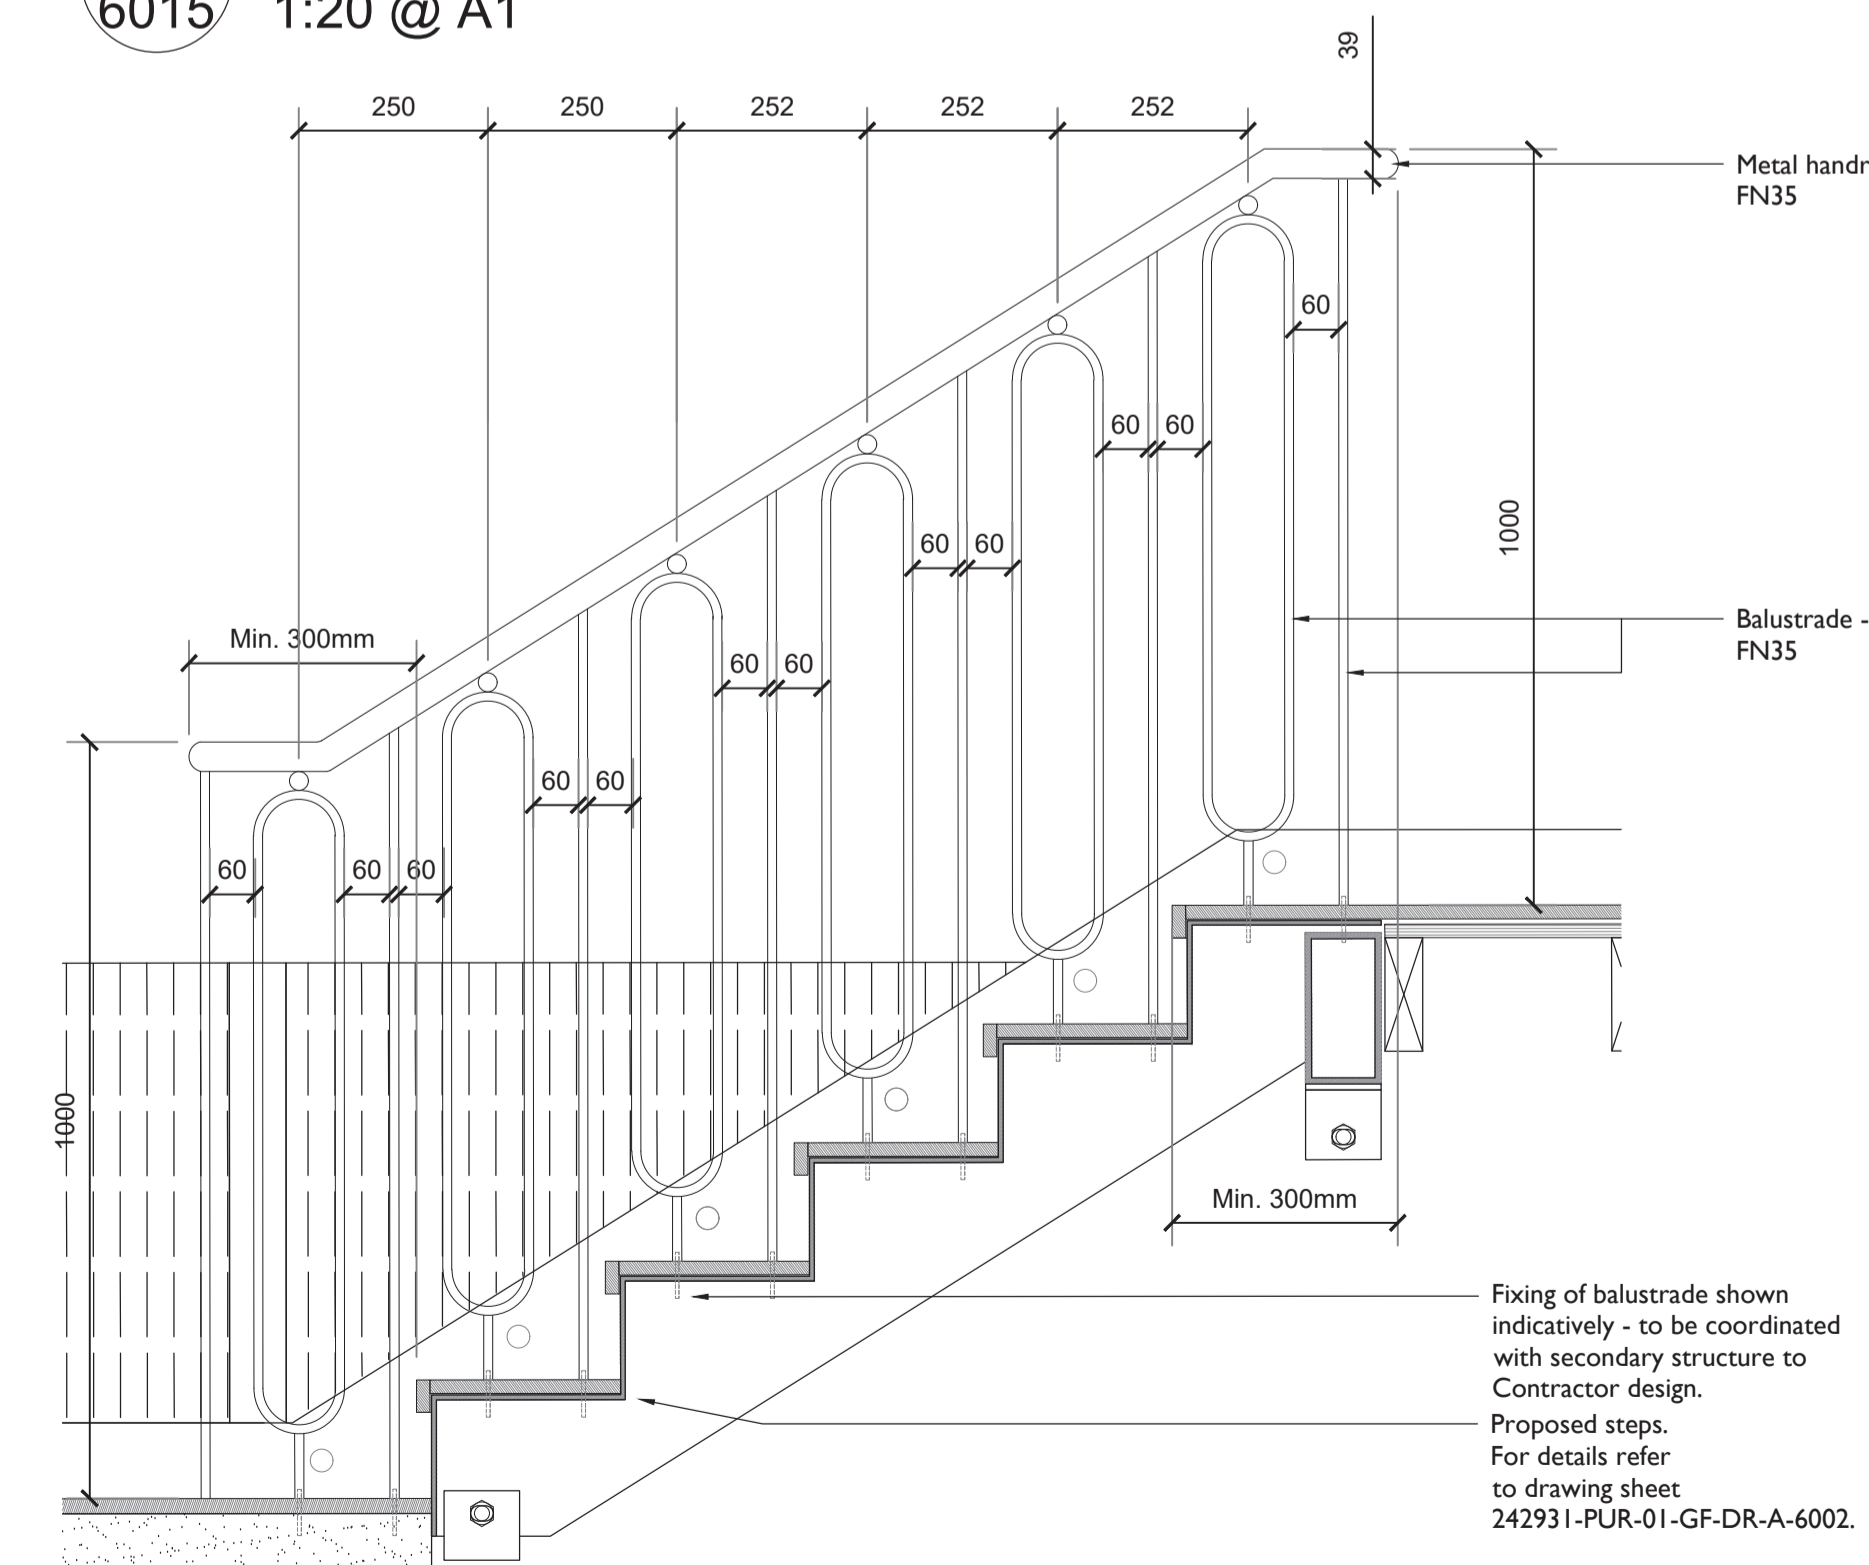 6015 1:20 @ A1
39
250 250 252 252 252
Metal handr
FN35
60
60 60
1000
60 60
Balustrade -
FN35
Min. 300mm
60 60
60 60
60 60 60
1000
Min. 300mm
Fixing of balustrade shown
indicatively - to be coordinated
with secondary structure to
Contractor design.
Proposed steps.
For details refer
to drawing sheet
242931-PUR-01-GF-DR-A-6002.